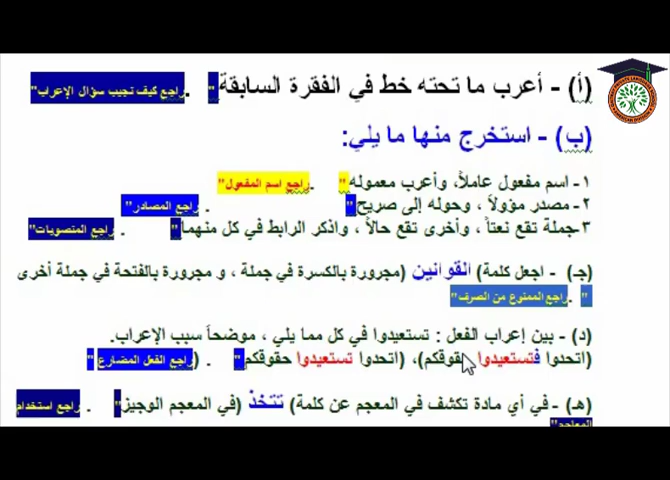 (أ) - أعرب ما تحته خط في الفقرة السابقة " . راجع كيف تجيب سؤال الإعراب"
(ب) - استخرج منها ما يلي:
١- اسم مفعول عاملاً، وأعرب معموله " . راجع اسم المفعول"
٢- مصدر مؤولاً ، وحوله إلى صريح " . راجع المصادر"
٣- جملة تقع نعتاً ، وأخرى تقع حالاً ، واذكر الرابط في كل منهما " . راجع المنصوبات"
(جـ) - اجعل كلمة) القوانين (مجرورة بالكسرة في جملة ، و مجرورة بالفتحة في جملة أخرى
" . راجع الممنوع من الصرف"
(د) - بين إعراب الفعل : تستعيدوا في كل مما يلي ، موضحاً سبب الإعراب.
(اتحدوا فتستعيدوا حقوقكم)، (اتحدوا تستعيدوا حقوقكم " . (راجع الفعل المضارع "
(هـ) - في أي مادة تكشف في المعجم عن كلمة) تتخذ (في المعجم الوجيز " . راجع استخدام
المعاجم"